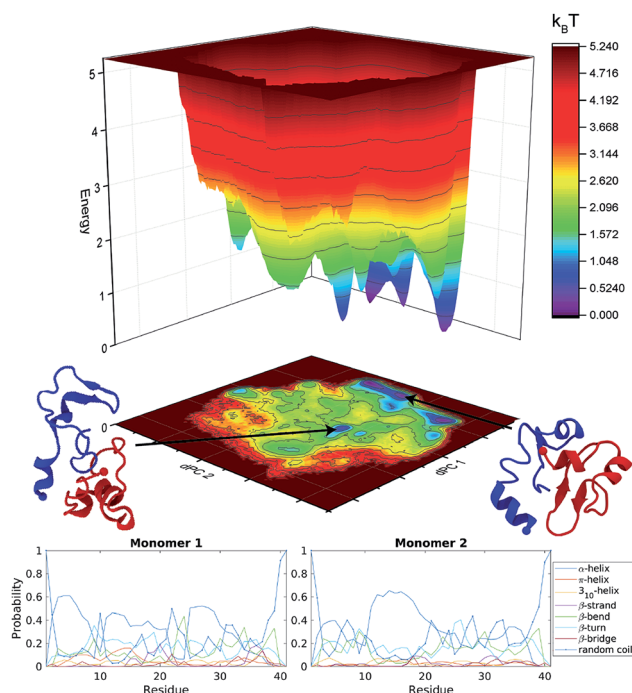 k_BT
5.240
4.716
4.192
3.668
3.144
2.620
2.096
1.572
1.048
0.5240
0.000
5
4
3
2
1
0
Energy
0
dPC 2
dPC 1
Monomer 1
Monomer 2
1
0.8
0.6
0.4
0.2
0
Probability
0 10 20 30 40
Residue
1
0.8
0.6
0.4
0.2
0
0 10 20 30 40
Residue
α-helix
π-helix
3_10-helix
β-strand
β-bend
β-turn
β-bridge
random coil